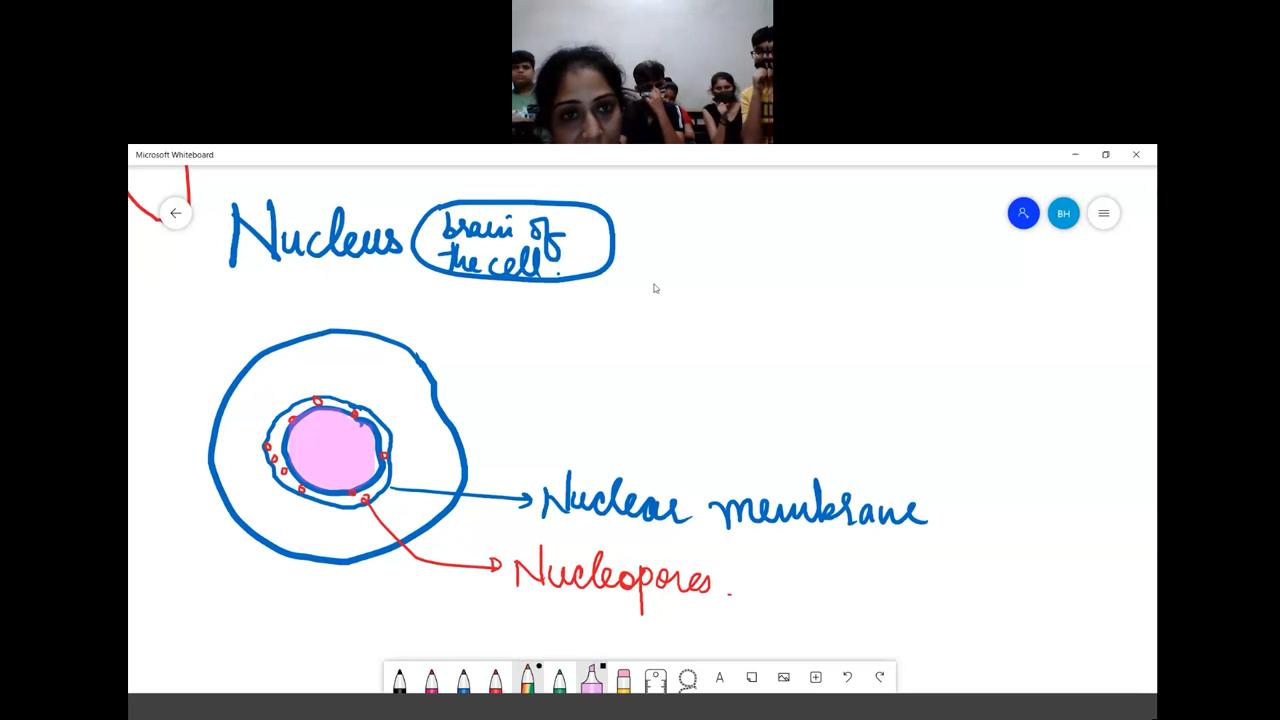 Microsoft Whiteboard
Nucleus
brain of
the cell.
BH
Nuclear membrane
Nucleopores.
A